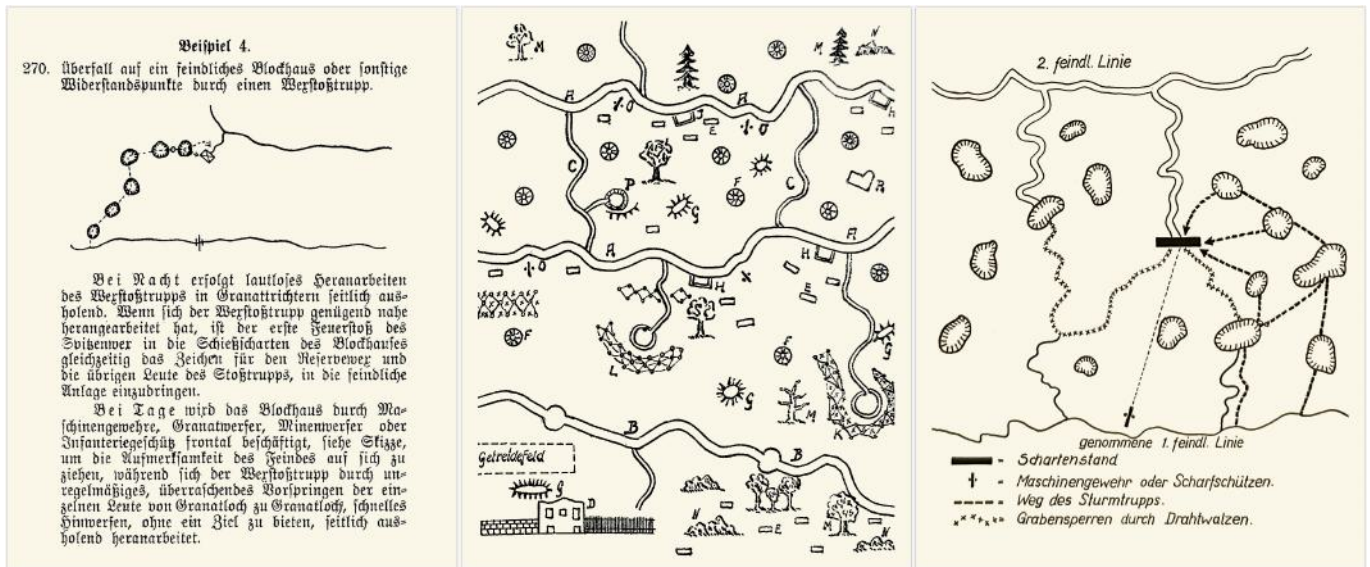 Beispiel 4.
270. Überfall auf ein feindliches Blockhaus oder sonstige
Widerstandspunkte durch einen Wexstoßtrupp.
Bei Nacht erfolgt lautloses Heranarbeiten
des Wexstoßtrupps in Granattrichtern seitlich aus-
holend. Wenn sich der Wexstoßtrupp genügend nahe
herangearbeitet hat, ist der erste Feuerstoß des
Spitzenwex in die Schießscharten des Blockhauses
gleichzeitig das Zeichen für den Reservewex und
die übrigen Leute des Stoßtrupps, in die feindliche
Anlage einzudringen.
Bei Tage wird das Blockhaus durch Ma-
schinengewehre, Granatwerfer, Minenwerfer oder
Infanteriegeschütz frontal beschäftigt, siehe Skizze,
um die Aufmerksamkeit des Feindes auf sich zu
ziehen, während sich der Wexstoßtrupp durch un-
regelmäßiges, überraschendes Vorspringen der ein-
zelnen Leute von Granatloch zu Granatloch, schnelles
Hinwerfen, ohne ein Ziel zu bieten, seitlich aus-
holend heranarbeitet.
M
M
N
A
O
J
E
A
O
h
C
P
F
C
G
A
O
A
H
H
A
E
F
L
F
G
G
M
K
B
B
Getreidefeld
G
D
N
N
E
M
N
2. feindl. Linie
genommene 1. feindl. Linie
= Schartenstand
= Maschinengewehr oder Scharfschützen.
= Weg des Sturmtrupps.
= Grabensperren durch Drahtwalzen.